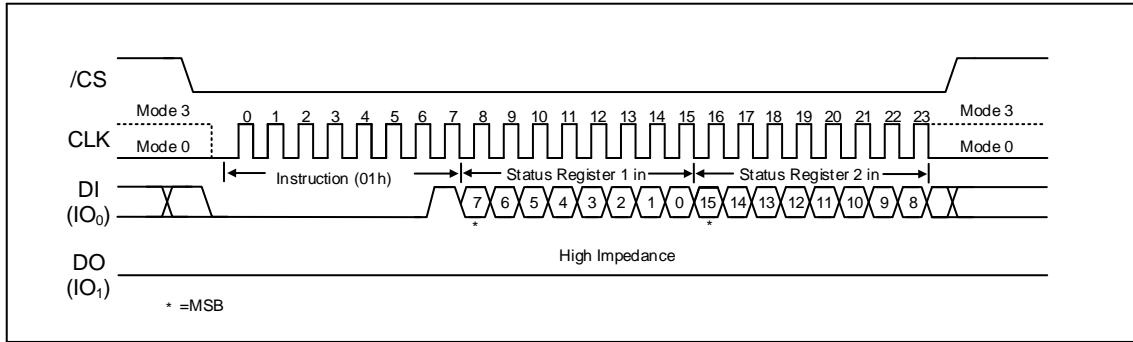 /CS
0 1 2 3 4 5 6 7 8 9 10 11 12 13 14 15 16 17 18 19 20 21 22 23
Mode 3 Mode 3
CLK
Mode 0 Mode 0
Instruction (01h) Status Register 1 in Status Register 2 in
DI
(IO0)
7 6 5 4 3 2 1 0 15 14 13 12 11 10 9 8
* *
High Impedance
DO
(IO1)
* =MSB